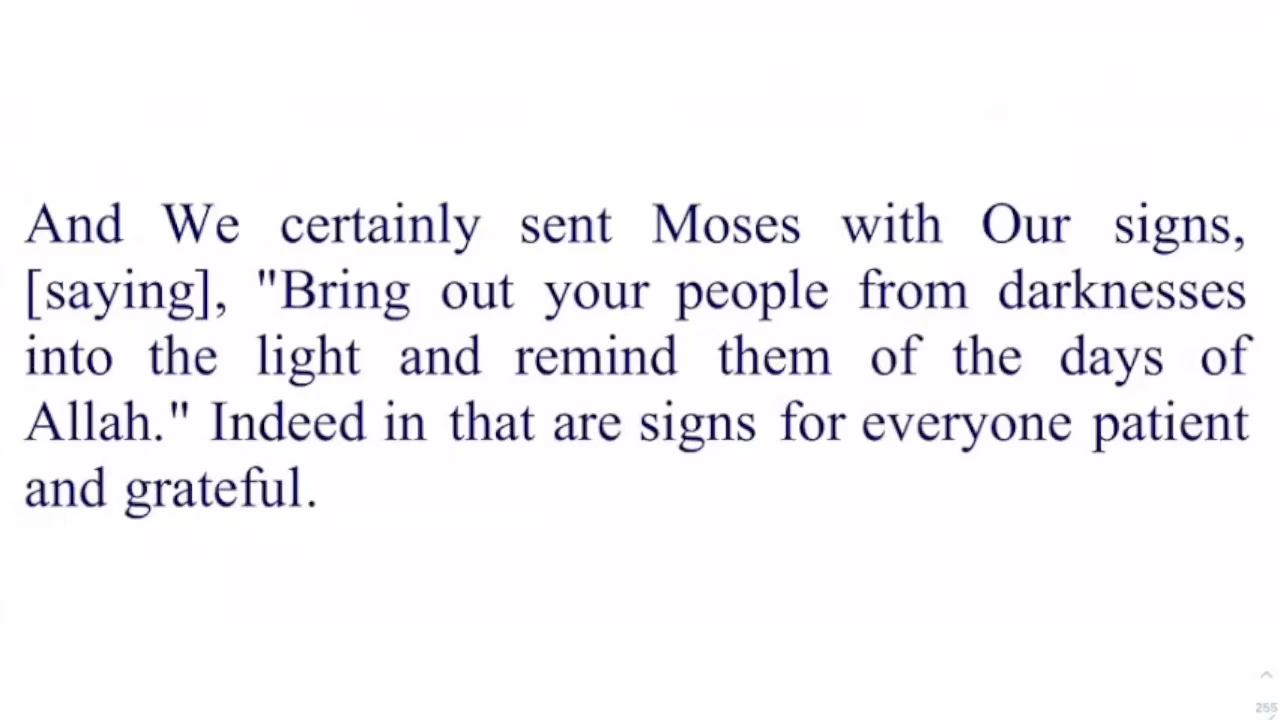 And We certainly sent Moses with Our signs,
[saying], "Bring out your people from darknesses
into the light and remind them of the days of
Allah." Indeed in that are signs for everyone patient
and grateful.
255